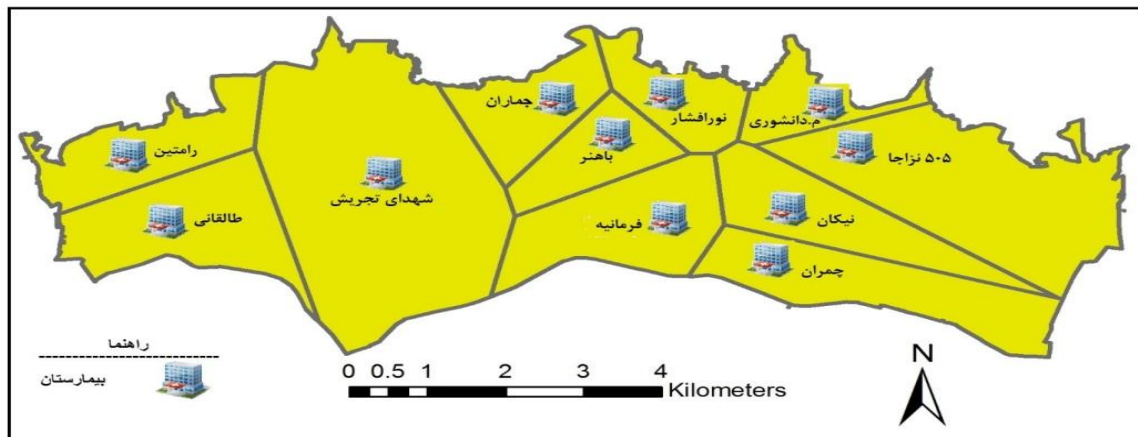 جماران
نورافشار
م.دانشوری
رامتین
باهنر
۵۰۵ نزاجا
شهدای تجریش
طالقانی
فرمانیه
نیکان
چمران
راهنما
بیمارستان
0 0.5 1 2 3 4
Kilometers
N